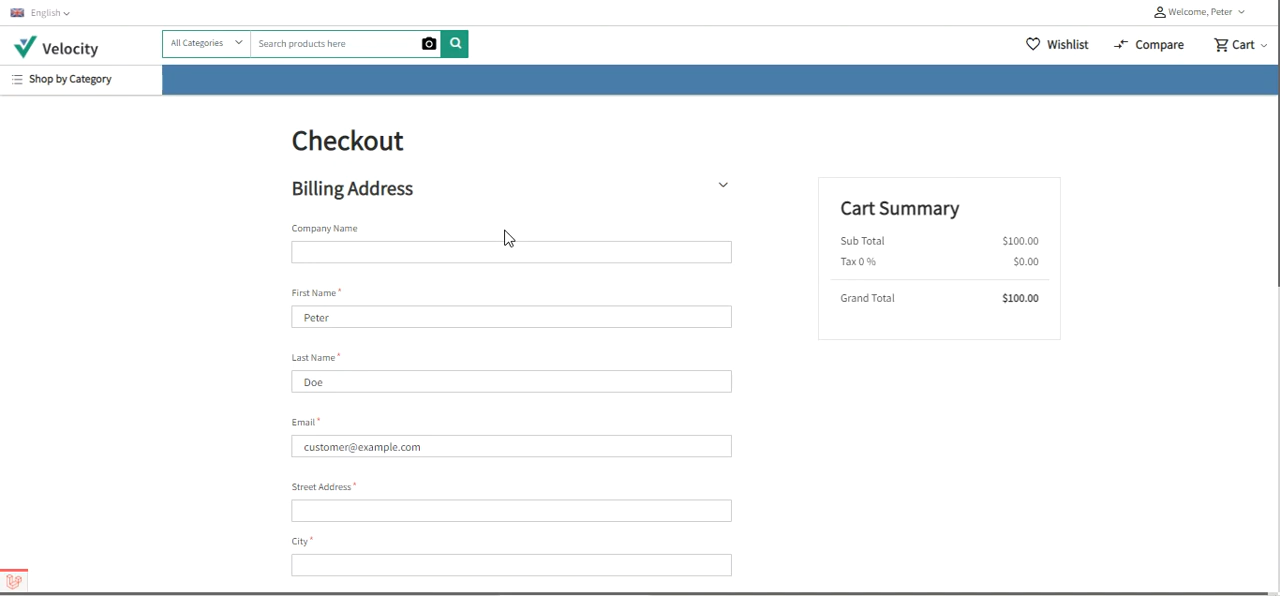 English
Welcome, Peter
Velocity
All Categories
Search products here
Wishlist
Compare
Cart
Shop by Category
Checkout
Billing Address
Company Name
First Name *
Peter
Last Name *
Doe
Email *
customer@example.com
Street Address *
City *
Cart Summary
Sub Total $100.00
Tax 0 % $0.00
Grand Total $100.00